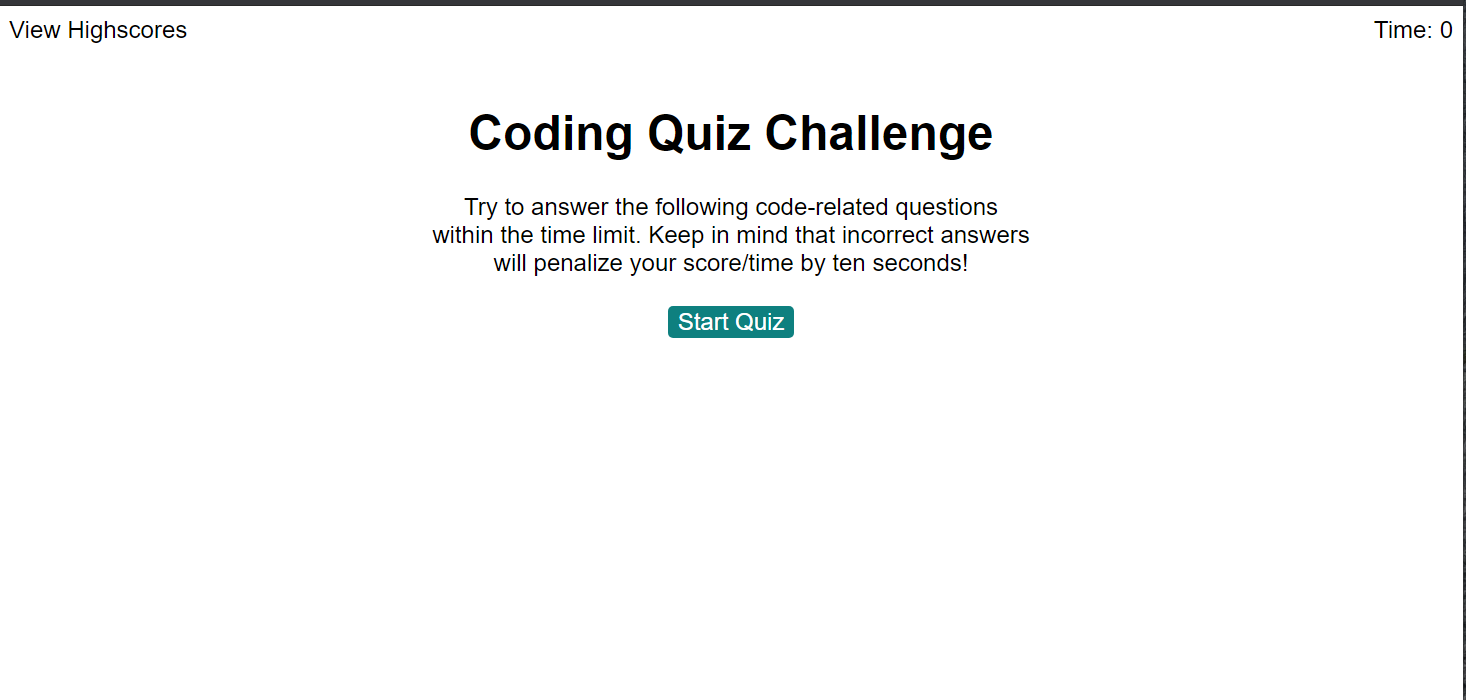 View Highscores
Time: 0
Coding Quiz Challenge
Try to answer the following code-related questions
within the time limit. Keep in mind that incorrect answers
will penalize your score/time by ten seconds!
Start Quiz